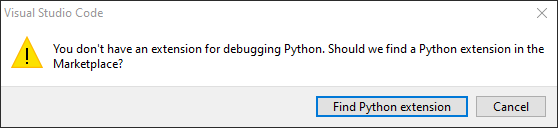 Visual Studio Code
You don't have an extension for debugging Python. Should we find a Python extension in the
Marketplace?
Find Python extension
Cancel